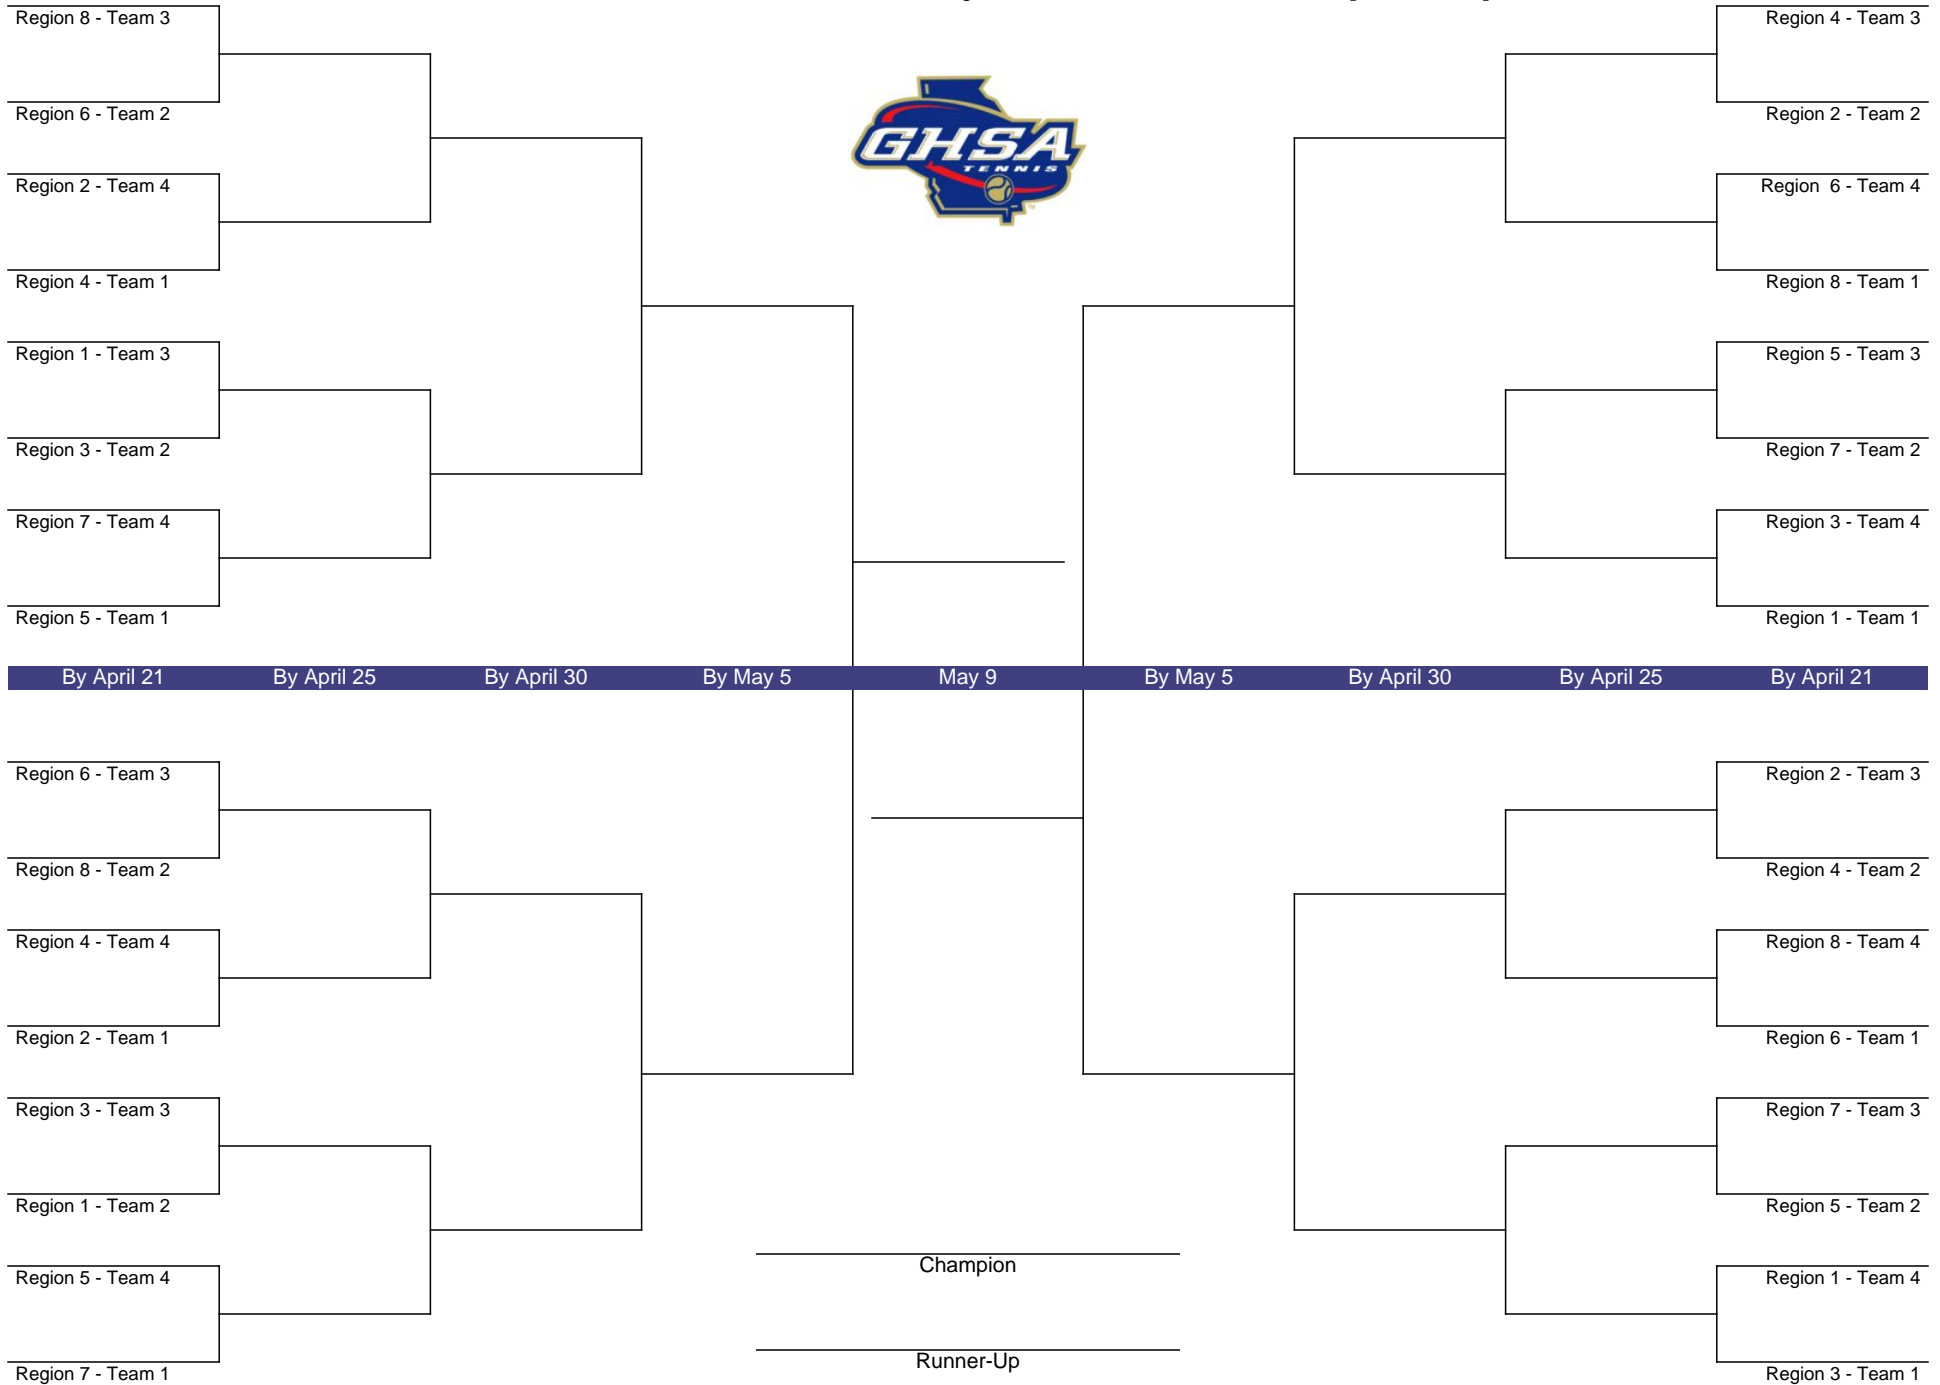 Region 8 - Team 3
Region 6 - Team 2
Region 2 - Team 4
Region 4 - Team 1
Region 1 - Team 3
Region 3 - Team 2
Region 7 - Team 4
Region 5 - Team 1
GHSA
TENNIS
Region 4 - Team 3
Region 2 - Team 2
Region  6 - Team 4
Region 8 - Team 1
Region 5 - Team 3
Region 7 - Team 2
Region 3 - Team 4
Region 1 - Team 1
By April 21 By April 25 By April 30 By May 5 May 9 By May 5 By April 30 By April 25 By April 21
Region 6 - Team 3
Region 8 - Team 2
Region 4 - Team 4
Region 2 - Team 1
Region 3 - Team 3
Region 1 - Team 2
Region 5 - Team 4
Region 7 - Team 1
Champion
Runner-Up
Region 2 - Team 3
Region 4 - Team 2
Region 8 - Team 4
Region 6 - Team 1
Region 7 - Team 3
Region 5 - Team 2
Region 1 - Team 4
Region 3 - Team 1